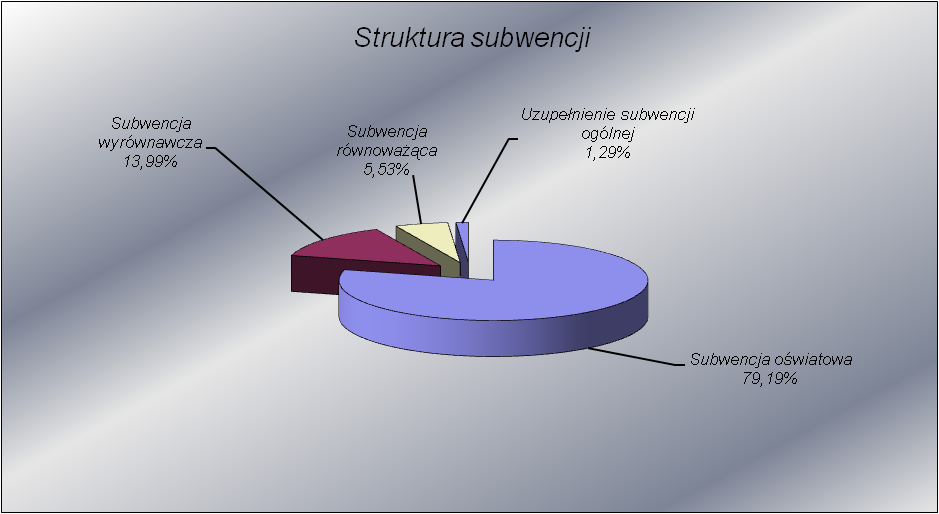 Struktura subwencji
Subwencja
wyrównawcza
13,99%
Subwencja
równoważąca
5,53%
Uzupełnienie subwencji
ogólnej
1,29%
Subwencja oświatowa
79,19%